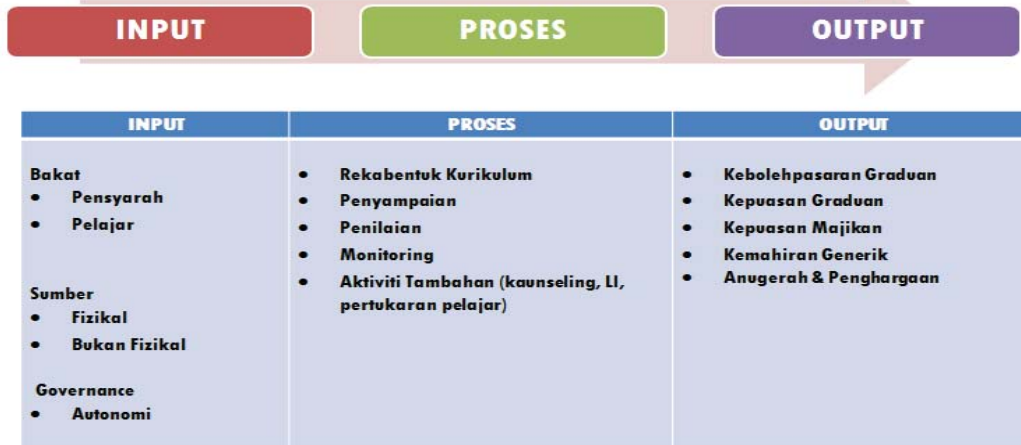 INPUT
PROSES
OUTPUT
INPUT
PROSES
OUTPUT
Bakat
• Pensyarah
• Pelajar
Sumber
• Fizikal
• Bukan Fizikal
Governance
• Autonomi
• Rekabentuk Kurikulum
• Penyampaian
• Penilaian
• Monitoring
• Aktiviti Tambahan (kaunseling, LI,
pertukaran pelajar)
• Kebolehpasaran Graduan
• Kepuasan Graduan
• Kepuasan Majikan
• Kemahiran Generik
• Anugerah & Penghargaan